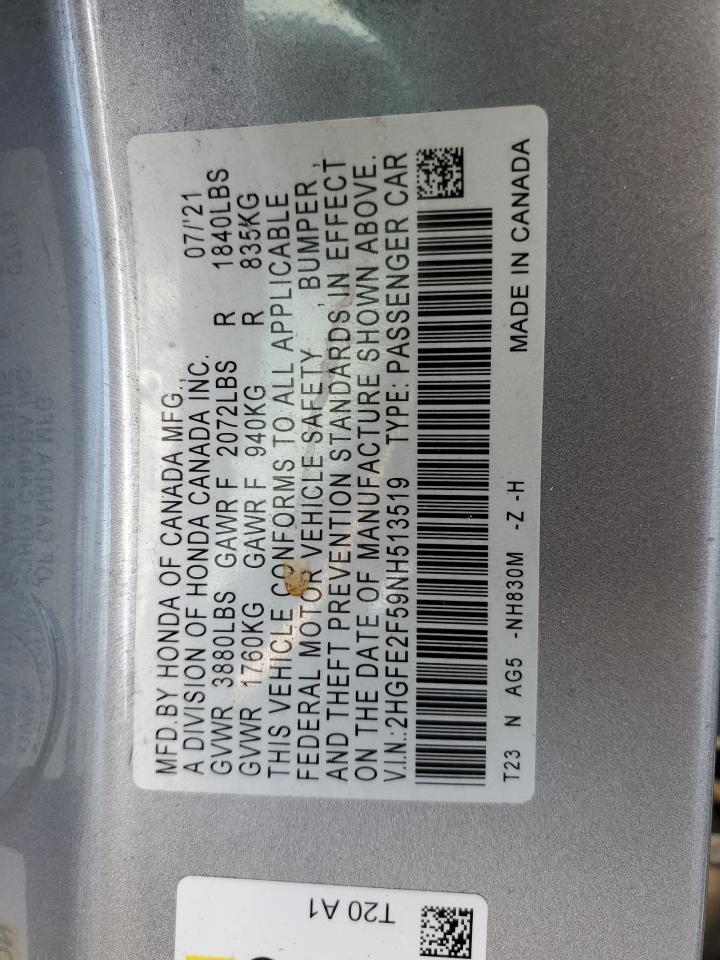 MFD.BY HONDA OF CANADA MFG.,
A DIVISION OF HONDA CANADA INC. 07/'21
GVWR 3880LBS GAWR F 2072LBS R 1840LBS
GVWR 1760KG GAWR F 940KG R 835KG
THIS VEHICLE CONFORMS TO ALL APPLICABLE
FEDERAL MOTOR VEHICLE SAFETY, BUMPER,
AND THEFT PREVENTION STANDARDS IN EFFECT
ON THE DATE OF MANUFACTURE SHOWN ABOVE.
V.I.N.: 2HGFE2F59NH513519 TYPE: PASSENGER CAR
T23 N AG5 -NH830M -Z -H MADE IN CANADA
T20 A1